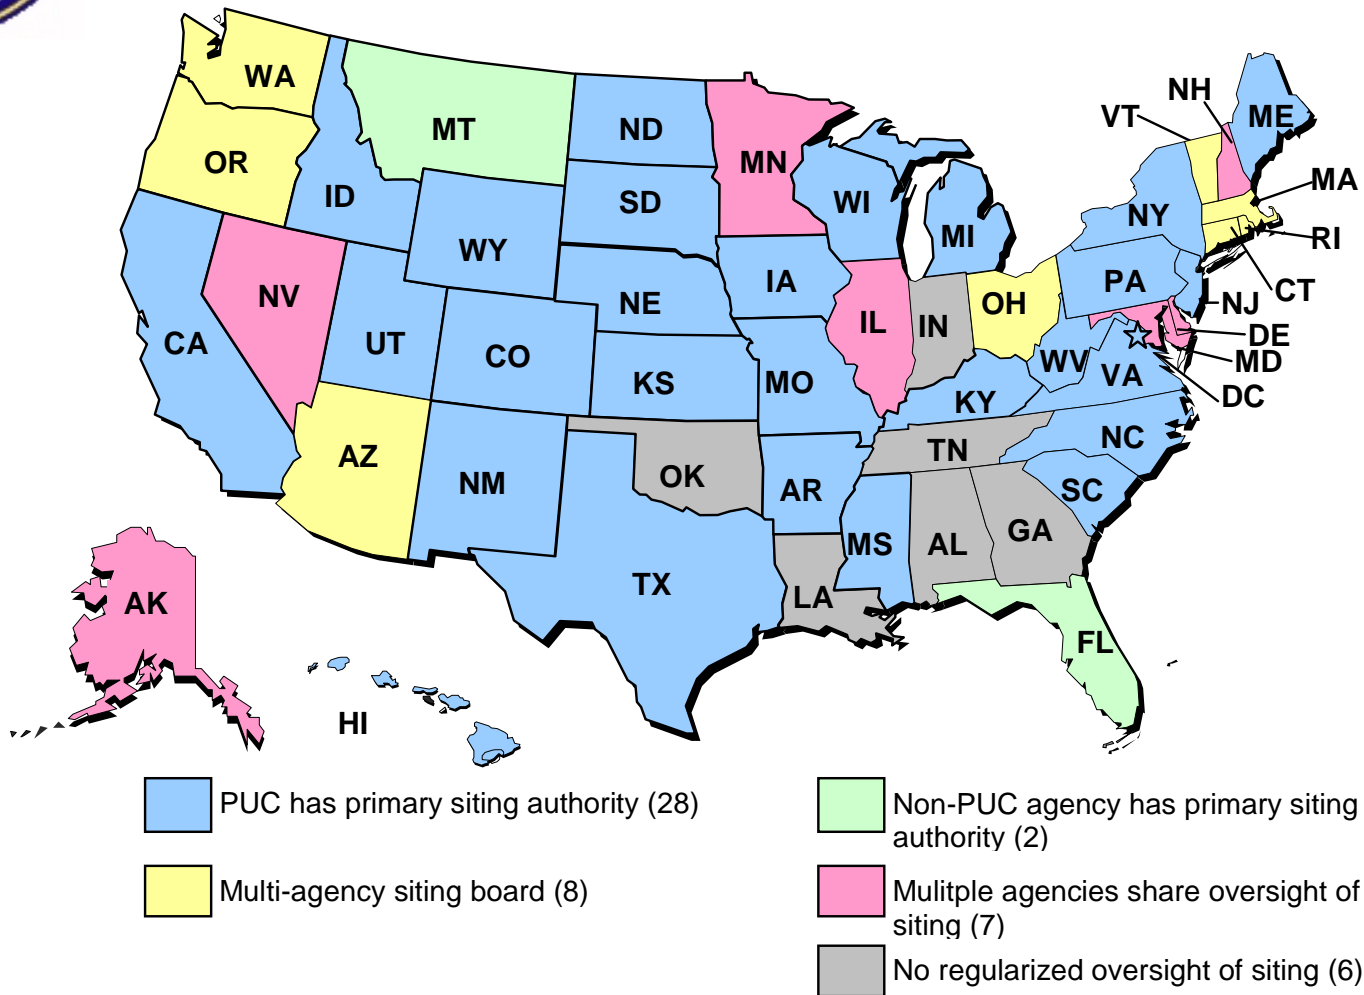 WA
MT
ND
MN
OR
ID
SD
WI
MI
WY
NV
IA
NE
CA
UT
CO
KS
MO
IL
IN
OH
VT
NH
ME
MA
NY
RI
PA
CT
NJ
DE
MD
WV
VA
DC
KY
NC
TN
AZ
NM
OK
AR
SC
MS
AL
GA
TX
LA
AK
FL
HI
PUC has primary siting authority (28)
Multi-agency siting board (8)
Non-PUC agency has primary siting
authority (2)
Mulitple agencies share oversight of
siting (7)
No regularized oversight of siting (6)